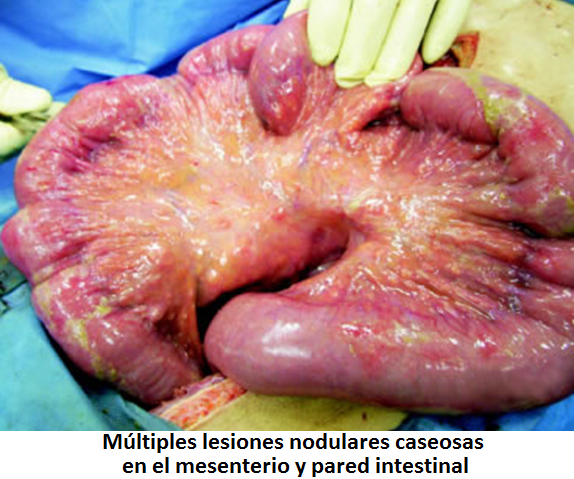 Múltiples lesiones nodulares caseosas
en el mesenterio y pared intestinal